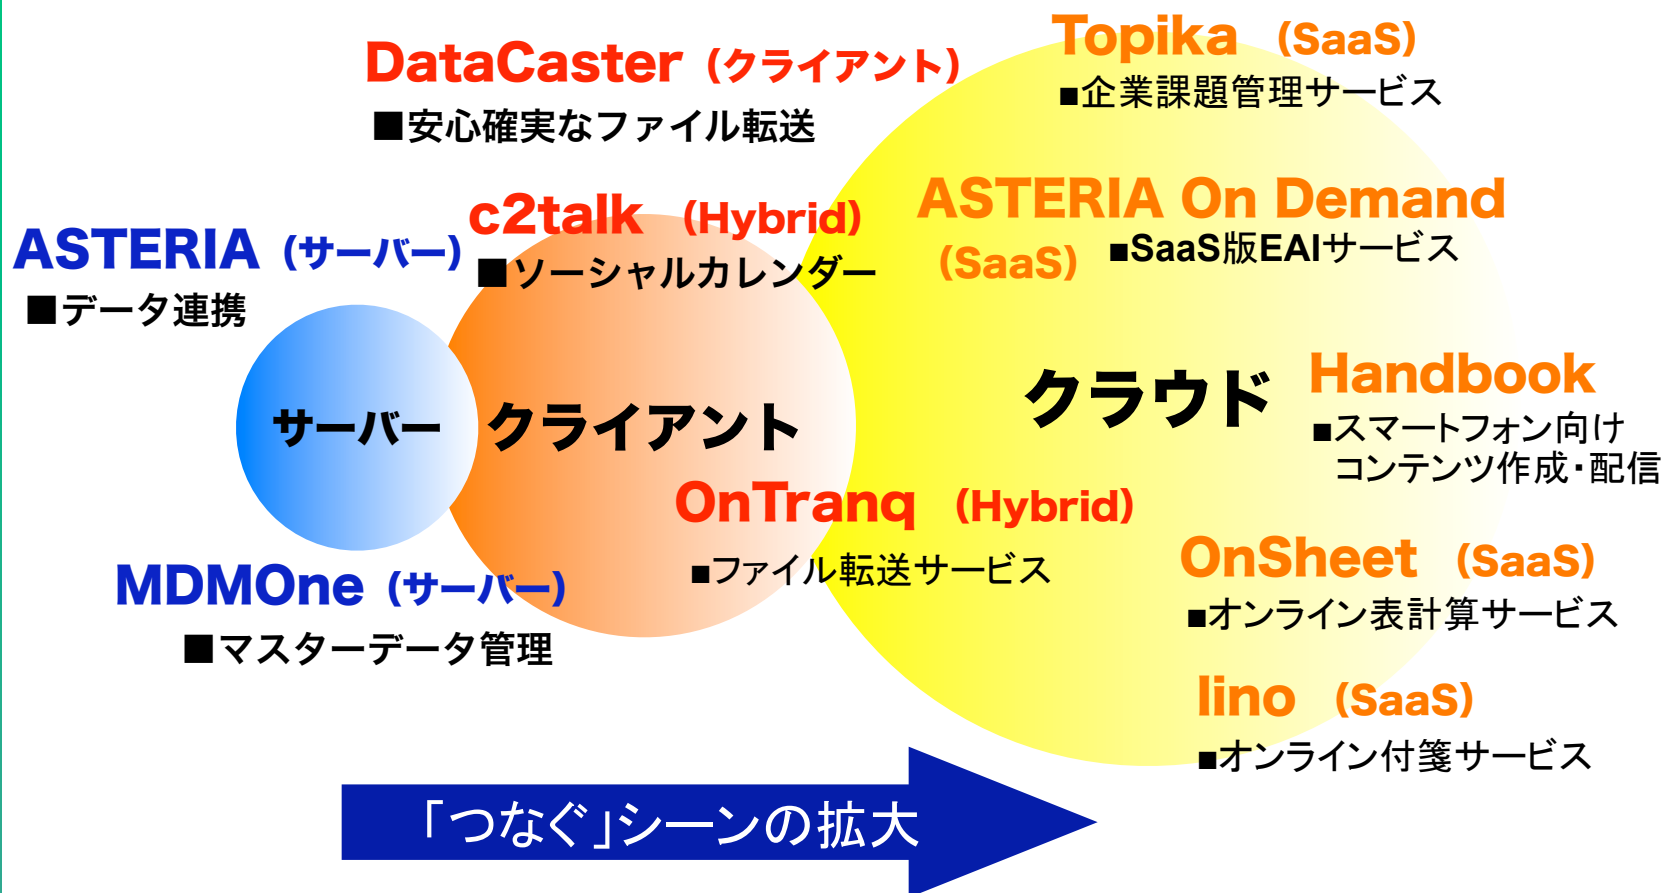 DataCaster（クライアント）
■安心確実なファイル転送
Topika （SaaS）
■企業課題管理サービス
c2talk （Hybrid）
■ソーシャルカレンダー
ASTERIA On Demand
（SaaS） ■SaaS版EAIサービス
ASTERIA（サーバー）
■データ連携
サーバー
クライアント
クラウド
Handbook
■スマートフォン向け
コンテンツ作成・配信
OnTranq （Hybrid）
■ファイル転送サービス
MDMOne（サーバー）
■マスターデータ管理
OnSheet （SaaS）
■オンライン表計算サービス
lino （SaaS）
■オンライン付箋サービス
「つなぐ」シーンの拡大